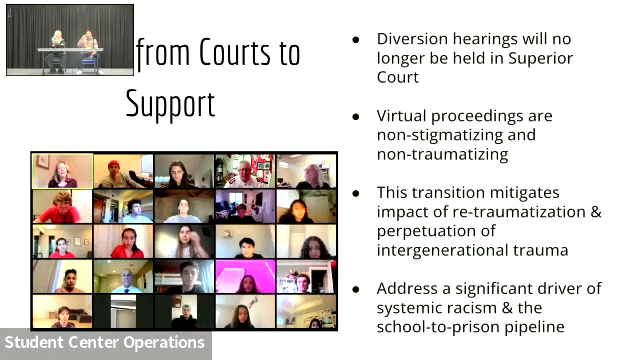 from Courts to
Support
● Diversion hearings will no
longer be held in Superior
Court
● Virtual proceedings are
non-stigmatizing and
non-traumatizing
● This transition mitigates
impact of re-traumatization &
perpetuation of
intergenerational trauma
● Address a significant driver of
systemic racism & the
school-to-prison pipeline
Student Center Operations